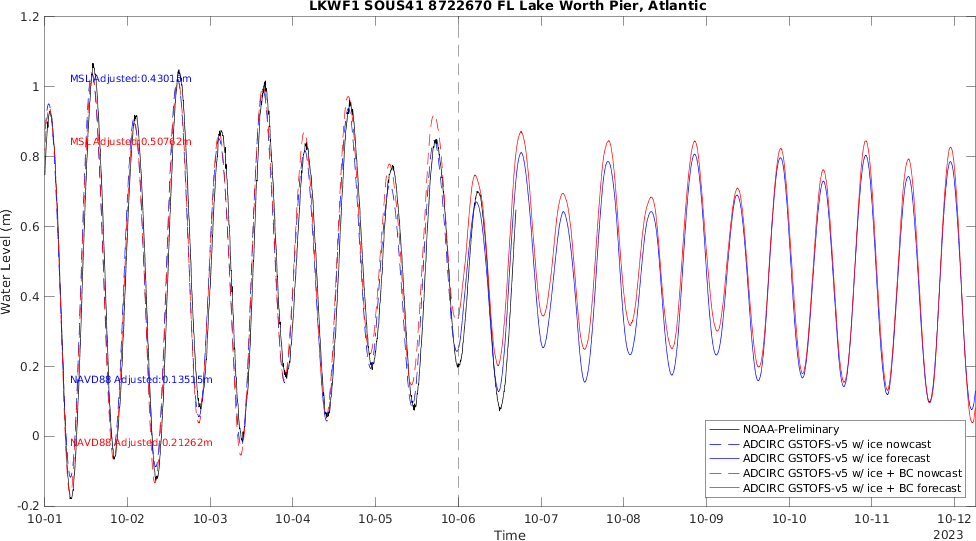 LKWF1 SOUS41 8722670 FL Lake Worth Pier, Atlantic
1.2
1
0.8
0.6
0.4
0.2
0
-0.2
Water Level (m)
MSL Adjusted:0.4301 m
MSL Adjusted:0.50762m
NAVD88 Adjusted:0.13515m
NAVD88 Adjusted:0.21262m
NOAA-Preliminary
ADCIRC GSTOFS-v5 w/ ice nowcast
ADCIRC GSTOFS-v5 w/ ice forecast
ADCIRC GSTOFS-v5 w/ ice + BC nowcast
ADCIRC GSTOFS-v5 w/ ice + BC forecast
10-01 10-02 10-03 10-04 10-05 10-06 10-07 10-08 10-09 10-10 10-11 10-12
Time
2023